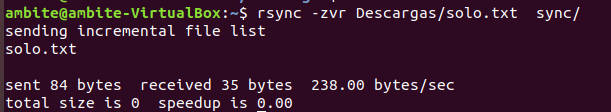 ambite@ambite-VirtualBox:~$ rsync -zvr Descargas/solo.txt  sync/
sending incremental file list
solo.txt

sent 84 bytes  received 35 bytes  238.00 bytes/sec
total size is 0  speedup is 0.00